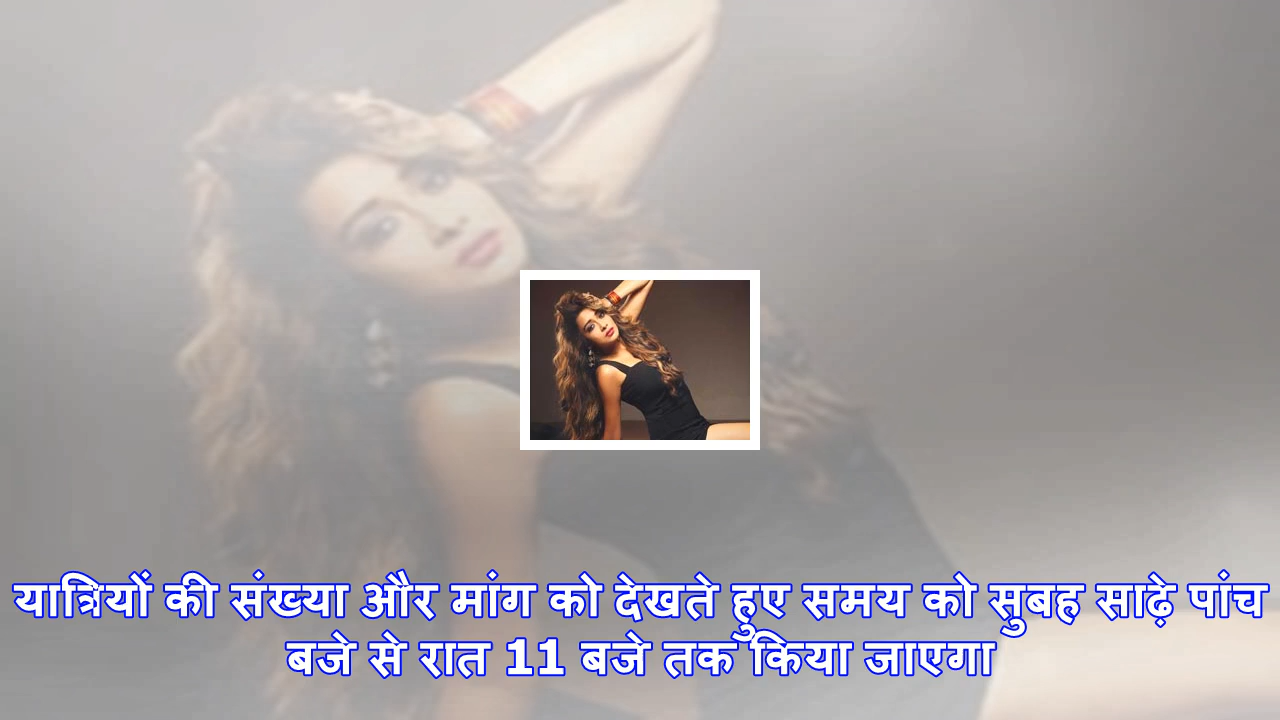 यात्रियों की संख्या और मांग को देखते हुए समय को सुबह साढ़े पांच
बजे से रात 11 बजे तक किया जाएगा